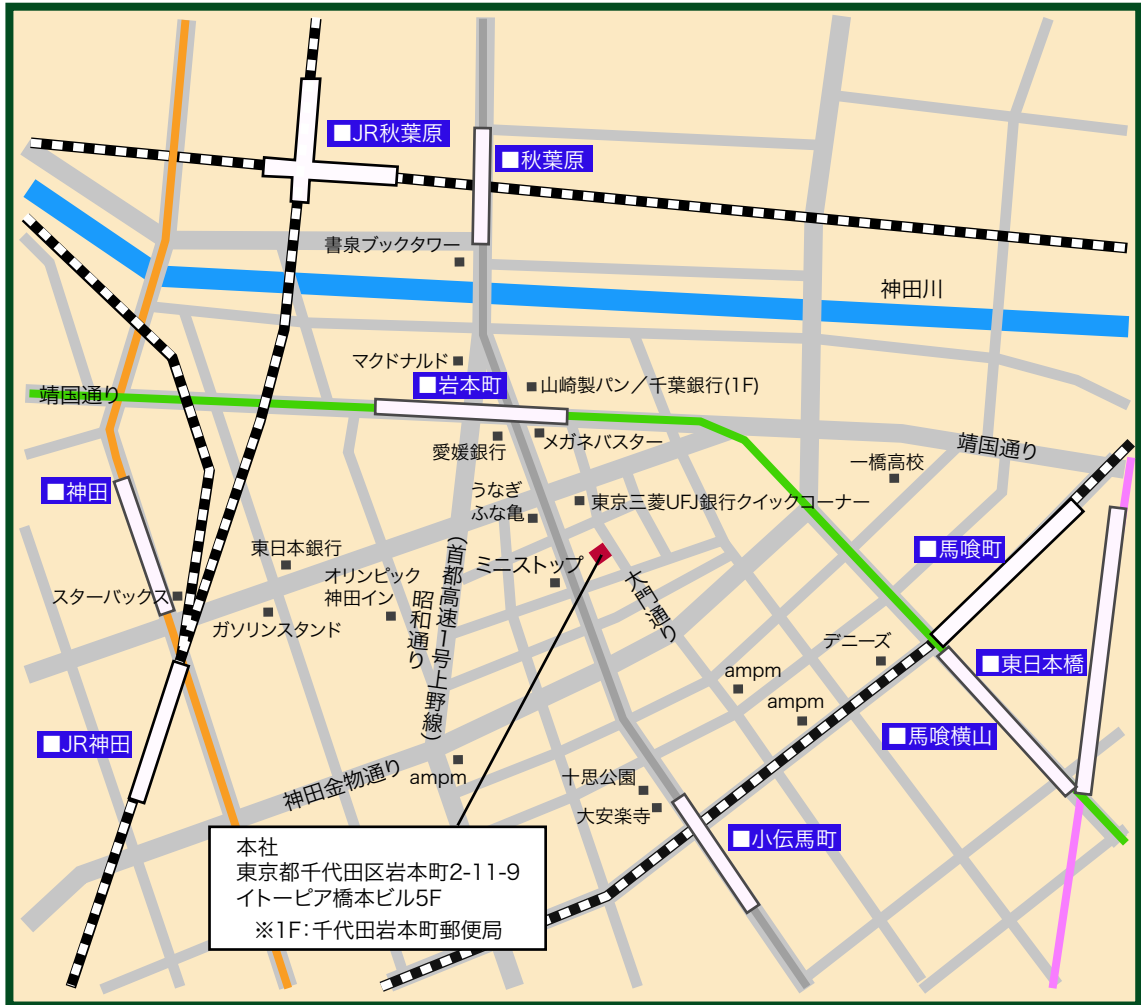 ■JR秋葉原
■秋葉原
書泉ブックタワー
神田川
マクドナルド
■岩本町
山崎製パン／千葉銀行(1F)
靖国通り
愛媛銀行
メガネバスター
靖国通り
一橋高校
■神田
うなぎ
ふな亀
東京三菱UFJ銀行クイックコーナー
東日本銀行
■馬喰町
スターバックス
オリンピック
神田イン
ミニストップ
大門通り
ガソリンスタンド
昭和通り
(首都高速1号上野線)
デニーズ
■東日本橋
ampm
ampm
■JR神田
■馬喰横山
神田金物通り
ampm
十思公園
大安楽寺
■小伝馬町
本社
東京都千代田区岩本町2-11-9
イトーピア橋本ビル5F
※1F:千代田岩本町郵便局